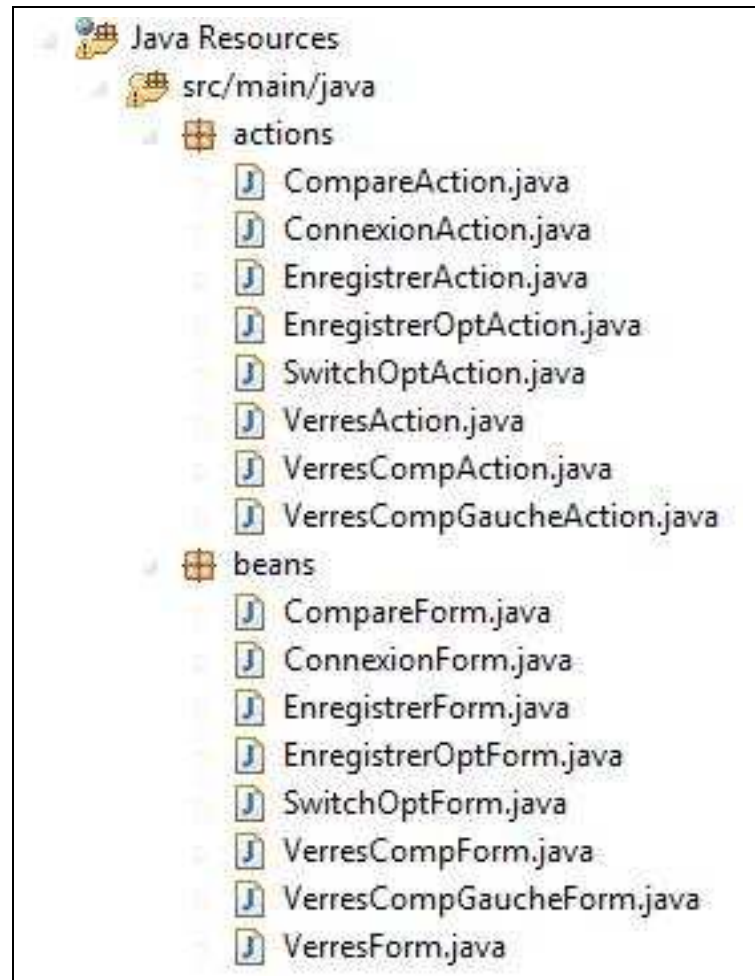 Java Resources
src/main/java
actions
CompareAction.java
ConnexionAction.java
EnregistrerAction.java
EnregistrerOptAction.java
SwitchOptAction.java
VerresAction.java
VerresCompAction.java
VerresCompGaucheAction.java
beans
CompareForm.java
ConnexionForm.java
EnregistrerForm.java
EnregistrerOptForm.java
SwitchOptForm.java
VerresCompForm.java
VerresCompGaucheForm.java
VerresForm.java